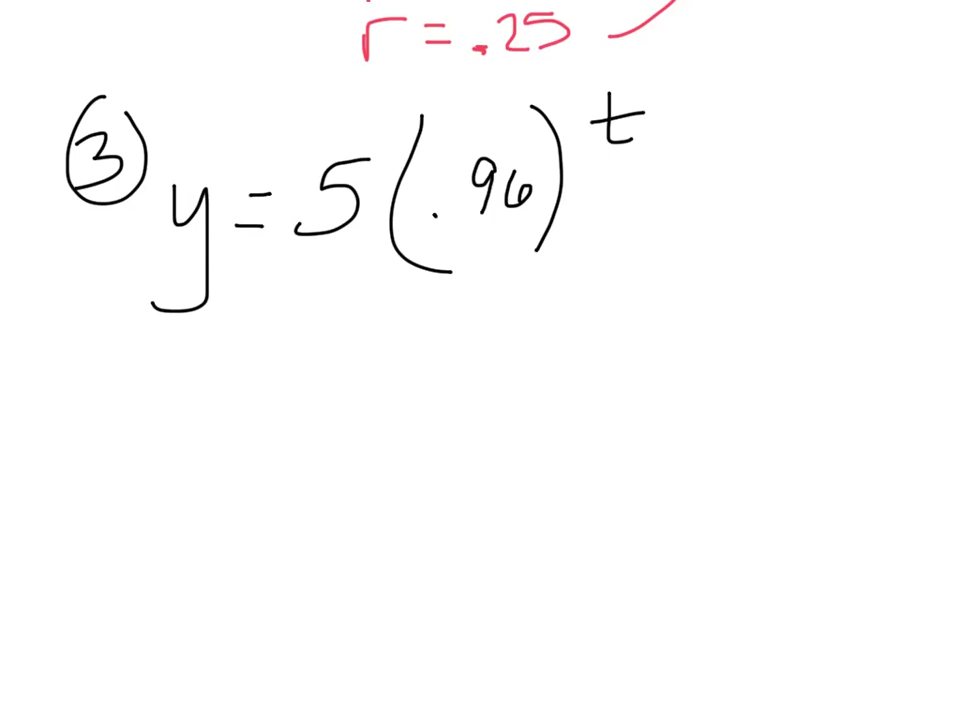 r = .25
③ y = 5(.96)^t